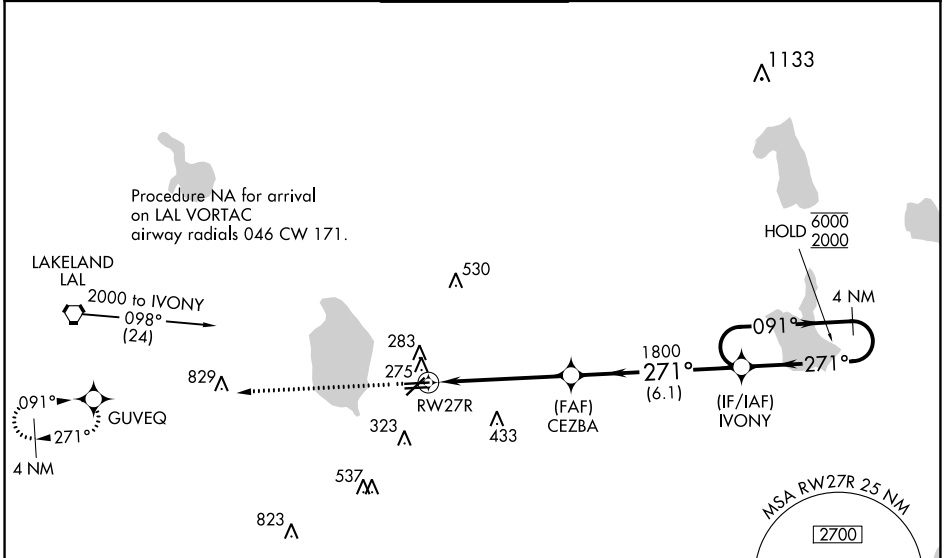 1133
Procedure NA for arrival
on LAL VORTAC
airway radials 046 CW 171.
HOLD 6000
2000
LAKELAND
LAL
2000 to IVONY
098°
(24)
530
4 NM
091°
271°
283
275
1800
271°
(6.1)
829
RW27R
(FAF)
CEZBA
(IF/IAF)
IVONY
091°
GUVEQ
271°
4 NM
323
433
537
823
MSA RW27R 25 NM
2700